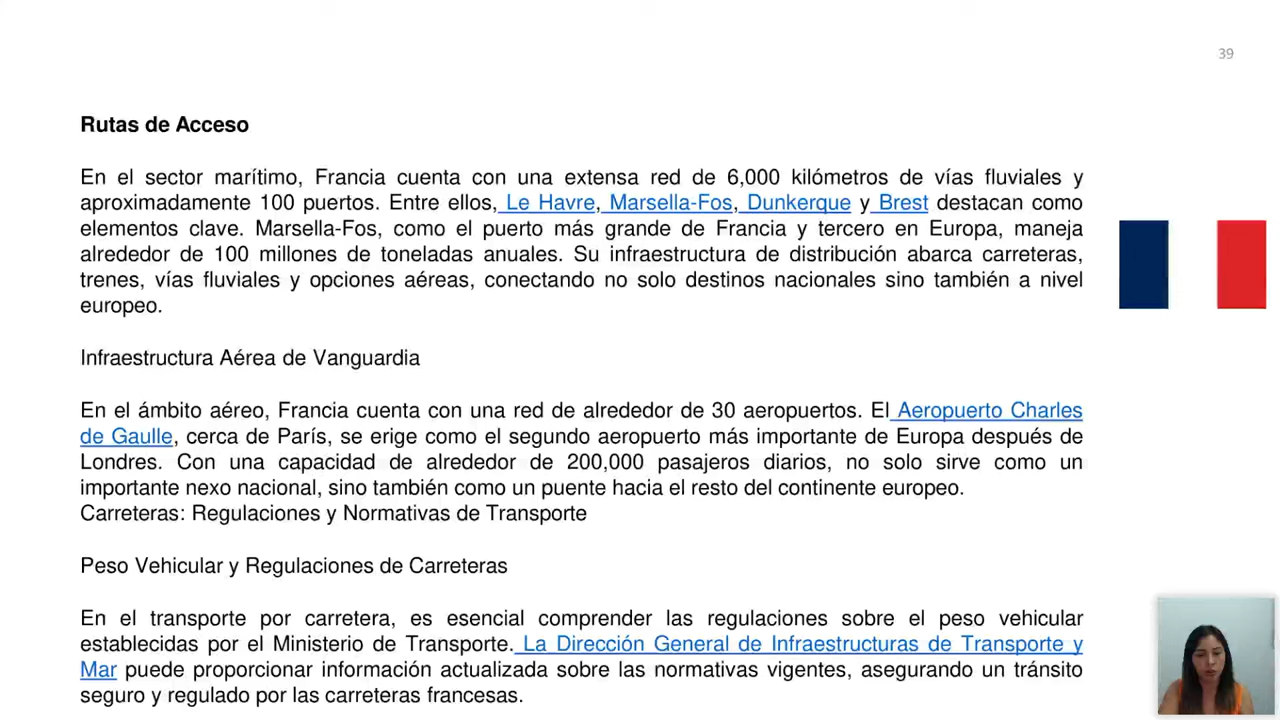 39
Rutas de Acceso
En el sector marítimo, Francia cuenta con una extensa red de 6,000 kilómetros de vías fluviales y
aproximadamente 100 puertos. Entre ellos, Le Havre, Marsella-Fos, Dunkerque y Brest destacan como
elementos clave. Marsella-Fos, como el puerto más grande de Francia y tercero en Europa, maneja
alrededor de 100 millones de toneladas anuales. Su infraestructura de distribución abarca carreteras,
trenes, vías fluviales y opciones aéreas, conectando no solo destinos nacionales sino también a nivel
europeo.
Infraestructura Aérea de Vanguardia
En el ámbito aéreo, Francia cuenta con una red de alrededor de 30 aeropuertos. El Aeropuerto Charles
de Gaulle, cerca de París, se erige como el segundo aeropuerto más importante de Europa después de
Londres. Con una capacidad de alrededor de 200,000 pasajeros diarios, no solo sirve como un
importante nexo nacional, sino también como un puente hacia el resto del continente europeo.
Carreteras: Regulaciones y Normativas de Transporte
Peso Vehicular y Regulaciones de Carreteras
En el transporte por carretera, es esencial comprender las regulaciones sobre el peso vehicular
establecidas por el Ministerio de Transporte. La Dirección General de Infraestructuras de Transporte y
Mar puede proporcionar información actualizada sobre las normativas vigentes, asegurando un tránsito
seguro y regulado por las carreteras francesas.